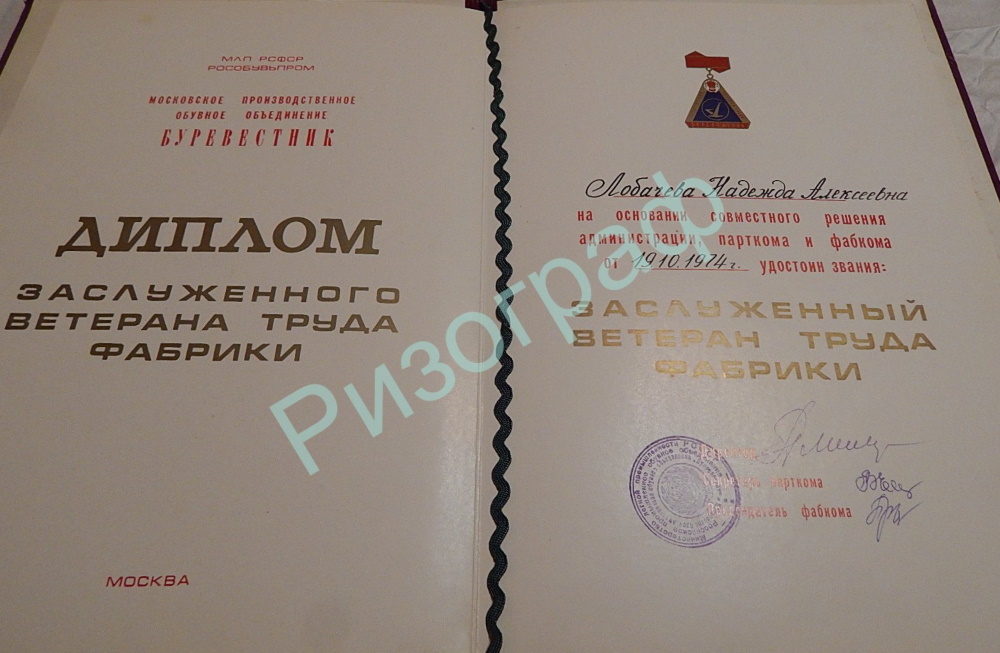 МЛП РСФСР
РОСОБУВЬПРОМ
МОСКОВСКОЕ ПРОИЗВОДСТВЕННОЕ
ОБУВНОЕ ОБЪЕДИНЕНИЕ
БУРЕВЕСТНИК
ДИПЛОМ
ЗАСЛУЖЕННОГО
ВЕТЕРАНА ТРУДА
ФАБРИКИ
МОСКВА
Лобачева Надежда Алексеевна
на основании совместного решения
администрации, парткома и фабкома
от 19.10.1974 г. удостоин звания:
ЗАСЛУЖЕННЫЙ
ВЕТЕРАН ТРУДА
ФАБРИКИ
Секретарь парткома
Председатель фабкома
Ризограф